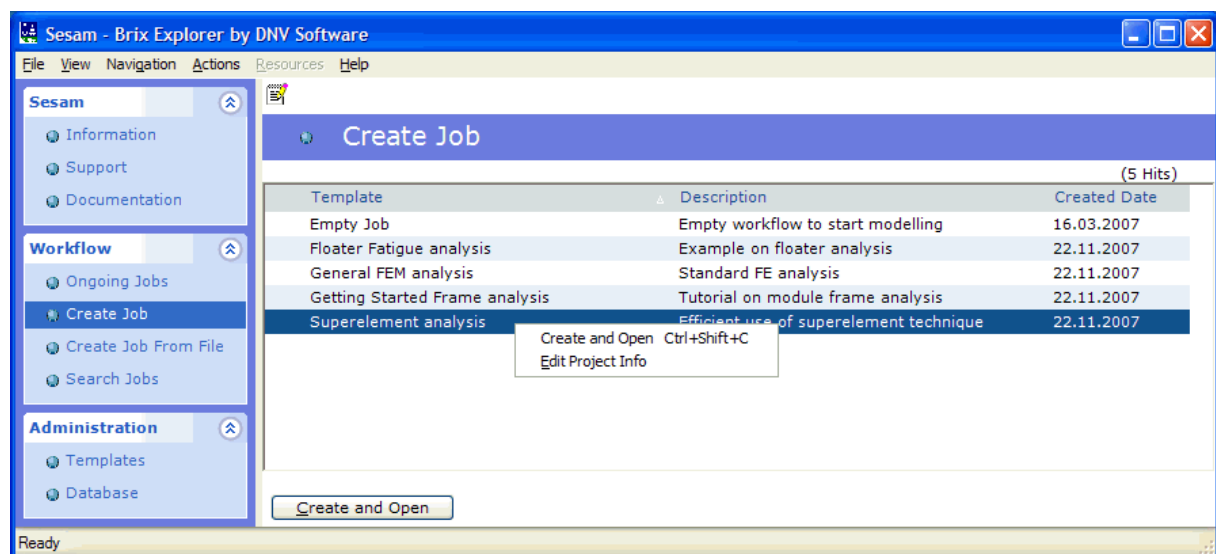 Sesam - Brix Explorer by DNV Software
File View Navigation Actions Resources Help
Sesam
Information
Support
Documentation
Workflow
Ongoing Jobs
Create Job
Create Job From File
Search Jobs
Administration
Templates
Database
Create Job
(5 Hits)
Template Description Created Date
Empty Job Empty workflow to start modelling 16.03.2007
Floater Fatigue analysis Example on floater analysis 22.11.2007
General FEM analysis Standard FE analysis 22.11.2007
Getting Started Frame analysis Tutorial on module frame analysis 22.11.2007
Superelement analysis Efficient use of superelement technique 22.11.2007
Create and Open Ctrl+Shift+C
Edit Project Info
Create and Open
Ready